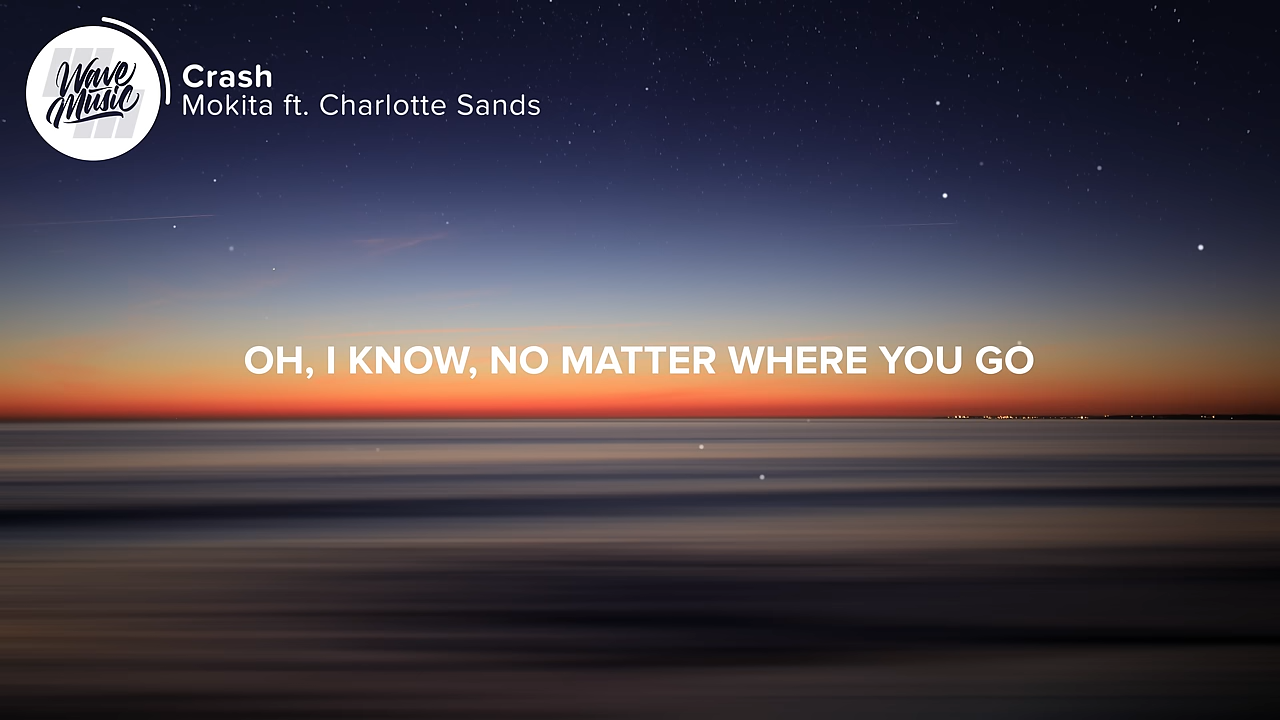 Wave
Music
Crash
Mokita ft. Charlotte Sands
OH, I KNOW, NO MATTER WHERE YOU GO